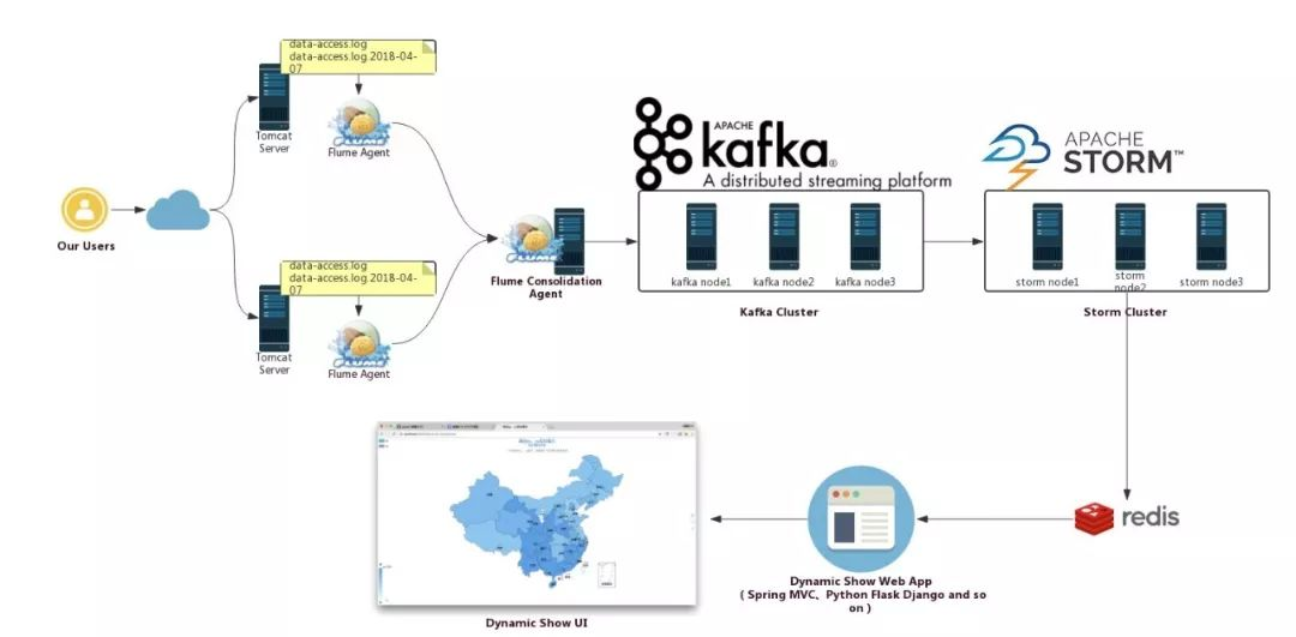 data-access.log
data-access.log.2018-04-
07
Tomcat
Server
Flume Agent
Our Users
data-access.log
data-access.log.2018-04-
07
Tomcat
Server
Flume Agent
Flume Consolidation
Agent
APACHE
kafka®
A distributed streaming platform
kafka node1
kafka node2
kafka node3
Kafka Cluster
APACHE
STORM™
storm node1
storm
node2
storm node3
Storm Cluster
redis
Dynamic Show Web App
( Spring MVC、Python Flask Django and so
on )
Dynamic Show UI